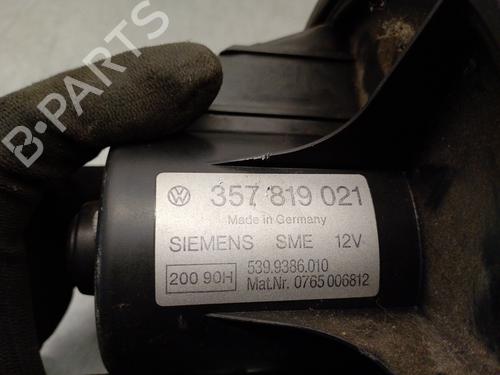 B-PARTS
VW 357 819 021
Made in Germany
SIEMENS SME 12V
200 90H 539.9386.010
Mat.Nr. 0765 006812